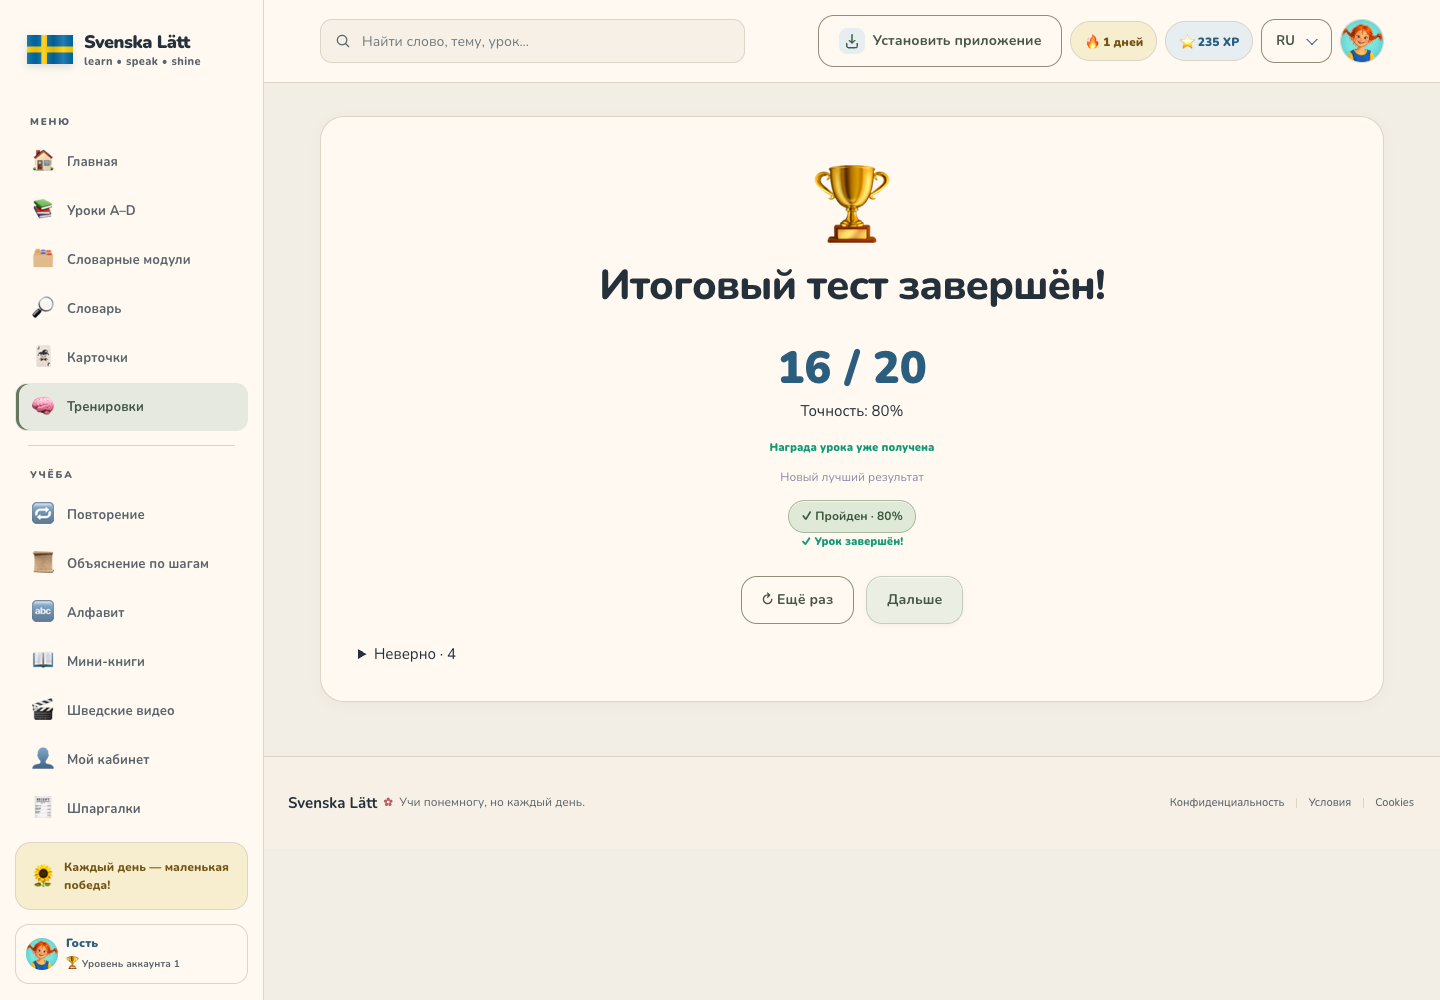 Svenska Lätt
learn • speak • shine
МЕНЮ
Главная
Уроки A–D
Словарные модули
Словарь
Карточки
Тренировки
УЧЁБА
Повторение
Объяснение по шагам
Алфавит
Мини-книги
Шведские видео
Мой кабинет
Шпаргалки
Каждый день — маленькая
победа!
Гость
Уровень аккаунта 1
Найти слово, тему, урок...
Установить приложение
1 дней
235 XP
RU
Итоговый тест завершён!
16 / 20
Точность: 80%
Награда урока уже получена
Новый лучший результат
✓ Пройден · 80%
✓ Урок завершён!
↻ Ещё раз
Дальше
▶ Неверно · 4
Svenska Lätt
Учи понемногу, но каждый день.
Конфиденциальность
Условия
Cookies